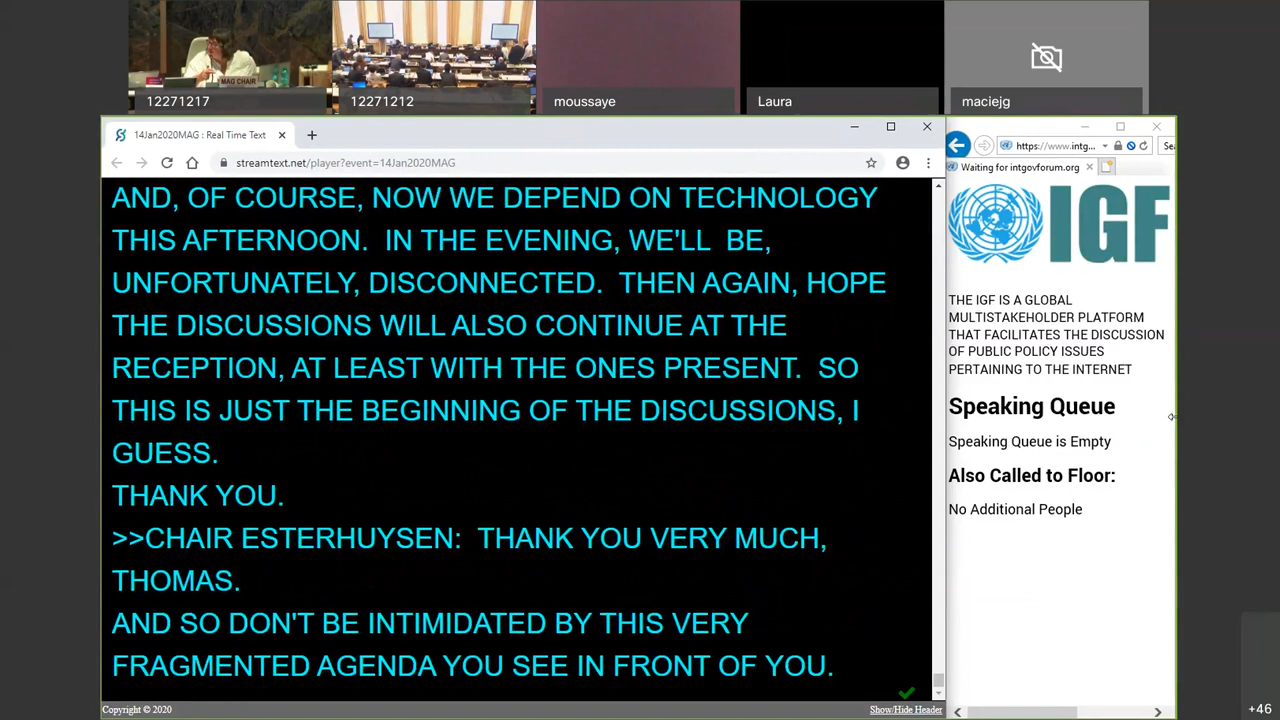 MAG CHAIR
12271217
12271212
moussaye
Laura
maciejg
14Jan2020MAG : Real Time Text
streamtext.net/player?event=14Jan2020MAG
AND, OF COURSE, NOW WE DEPEND ON TECHNOLOGY
THIS AFTERNOON.  IN THE EVENING, WE'LL  BE,
UNFORTUNATELY, DISCONNECTED.  THEN AGAIN, HOPE
THE DISCUSSIONS WILL ALSO CONTINUE AT THE
RECEPTION, AT LEAST WITH THE ONES PRESENT.  SO
THIS IS JUST THE BEGINNING OF THE DISCUSSIONS, I
GUESS.
THANK YOU.
>>CHAIR ESTERHUYSEN:  THANK YOU VERY MUCH,
THOMAS.
AND SO DON'T BE INTIMIDATED BY THIS VERY
FRAGMENTED AGENDA YOU SEE IN FRONT OF YOU.
Copyright © 2020
Show/Hide Header
https://www.intg...
Sea
Waiting for intgovforum.org
IGF
THE IGF IS A GLOBAL
MULTISTAKEHOLDER PLATFORM
THAT FACILITATES THE DISCUSSION
OF PUBLIC POLICY ISSUES
PERTAINING TO THE INTERNET
Speaking Queue
Speaking Queue is Empty
Also Called to Floor:
No Additional People
+46